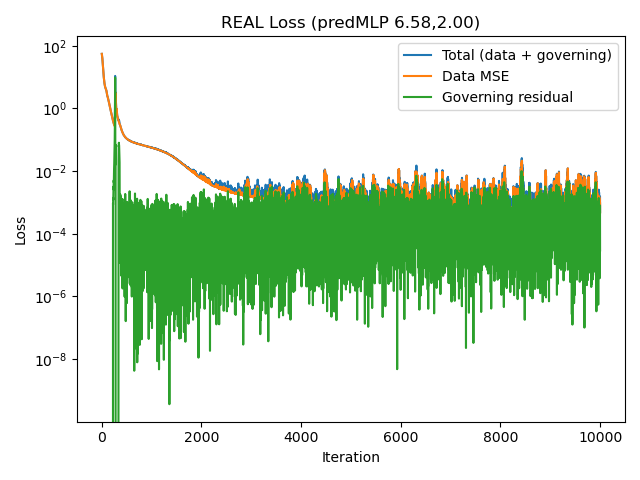 REAL Loss (predMLP 6.58,2.00)
Total (data + governing)
Data MSE
Governing residual
Loss
10^2
10^0
10^-2
10^-4
10^-6
10^-8
0 2000 4000 6000 8000 10000
Iteration